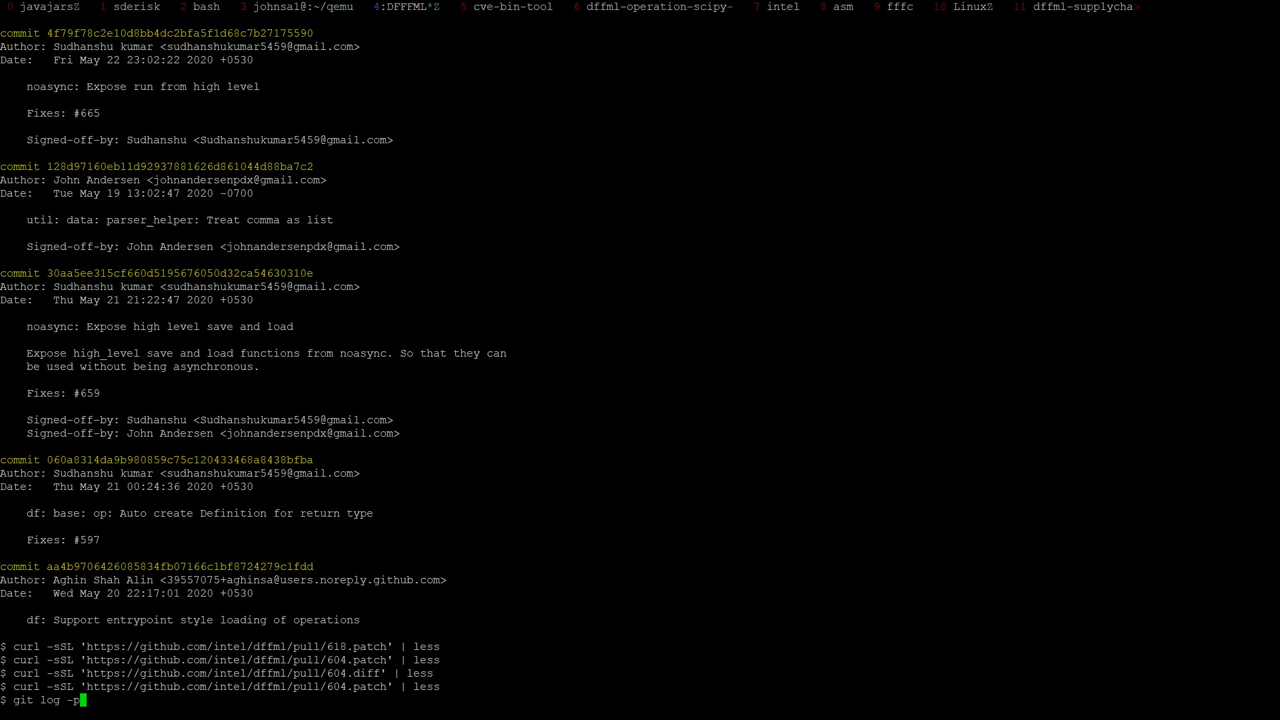 0 javajarsZ 1 sderisk 2 bash 3 johnsa1@:~/qemu 4:DFFFML*Z 5 cve-bin-tool 6 dffml-operation-scipy- 7 intel 8 asm 9 fffc 10 LinuxZ 11 dffml-supplycha>
commit 4f79f78c2e10d8bb4dc2bfa5f1d68c7b27175590
Author: Sudhanshu kumar <sudhanshukumar5459@gmail.com>
Date: Fri May 22 23:02:22 2020 +0530
noasync: Expose run from high level
Fixes: #665
Signed-off-by: Sudhanshu <Sudhanshukumar5459@gmail.com>
commit 128d97160eb11d92937881626d861044d88ba7c2
Author: John Andersen <johnandersenpdx@gmail.com>
Date: Tue May 19 13:02:47 2020 -0700
util: data: parser_helper: Treat comma as list
Signed-off-by: John Andersen <johnandersenpdx@gmail.com>
commit 30aa5ee315cf660d5195676050d32ca54630310e
Author: Sudhanshu kumar <sudhanshukumar5459@gmail.com>
Date: Thu May 21 21:22:47 2020 +0530
noasync: Expose high level save and load
Expose high_level save and load functions from noasync. So that they can
be used without being asynchronous.
Fixes: #659
Signed-off-by: Sudhanshu <Sudhanshukumar5459@gmail.com>
Signed-off-by: John Andersen <johnandersenpdx@gmail.com>
commit 060a8314da9b980859c75c120433468a8438bfba
Author: Sudhanshu kumar <sudhanshukumar5459@gmail.com>
Date: Thu May 21 00:24:36 2020 +0530
df: base: op: Auto create Definition for return type
Fixes: #597
commit aa4b9706426085834fb07166c1bf8724279c1fdd
Author: Aghin Shah Alin <39557075+aghinsa@users.noreply.github.com>
Date: Wed May 20 22:17:01 2020 +0530
df: Support entrypoint style loading of operations
$ curl -sSL 'https://github.com/intel/dffml/pull/618.patch' | less
$ curl -sSL 'https://github.com/intel/dffml/pull/604.patch' | less
$ curl -sSL 'https://github.com/intel/dffml/pull/604.diff' | less
$ curl -sSL 'https://github.com/intel/dffml/pull/604.patch' | less
$ git log -p